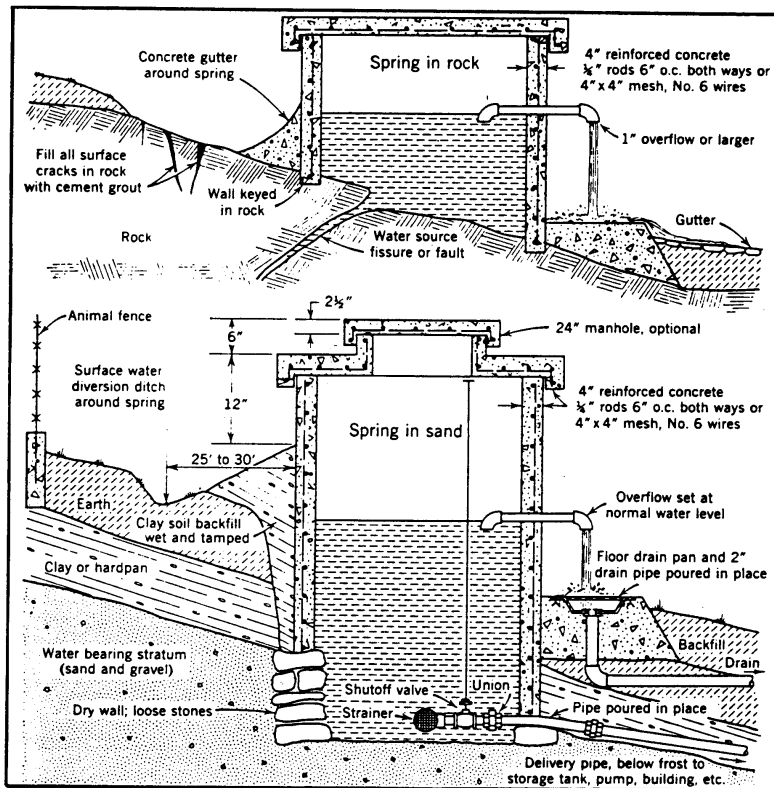 Concrete gutter
around spring
Spring in rock
4" reinforced concrete
⅜" rods 6" o.c. both ways or
4" x 4" mesh, No. 6 wires
1" overflow or larger
Fill all surface
cracks in rock
with cement grout
Wall keyed
in rock
Rock
Water source
fissure or fault
Gutter
2½"
Animal fence
6"
24" manhole, optional
Surface water
diversion ditch
around spring
12"
4" reinforced concrete
⅜" rods 6" o.c. both ways or
4" x 4" mesh, No. 6 wires
Spring in sand
25' to 30'
Earth
Clay soil backfill
wet and tamped
Overflow set at
normal water level
Clay or hardpan
Floor drain pan and 2"
drain pipe poured in place
Water bearing stratum
(sand and gravel)
Backfill
Drain
Shutoff valve
Union
Dry wall; loose stones
Strainer
Pipe poured in place
Delivery pipe, below frost to
storage tank, pump, building, etc.